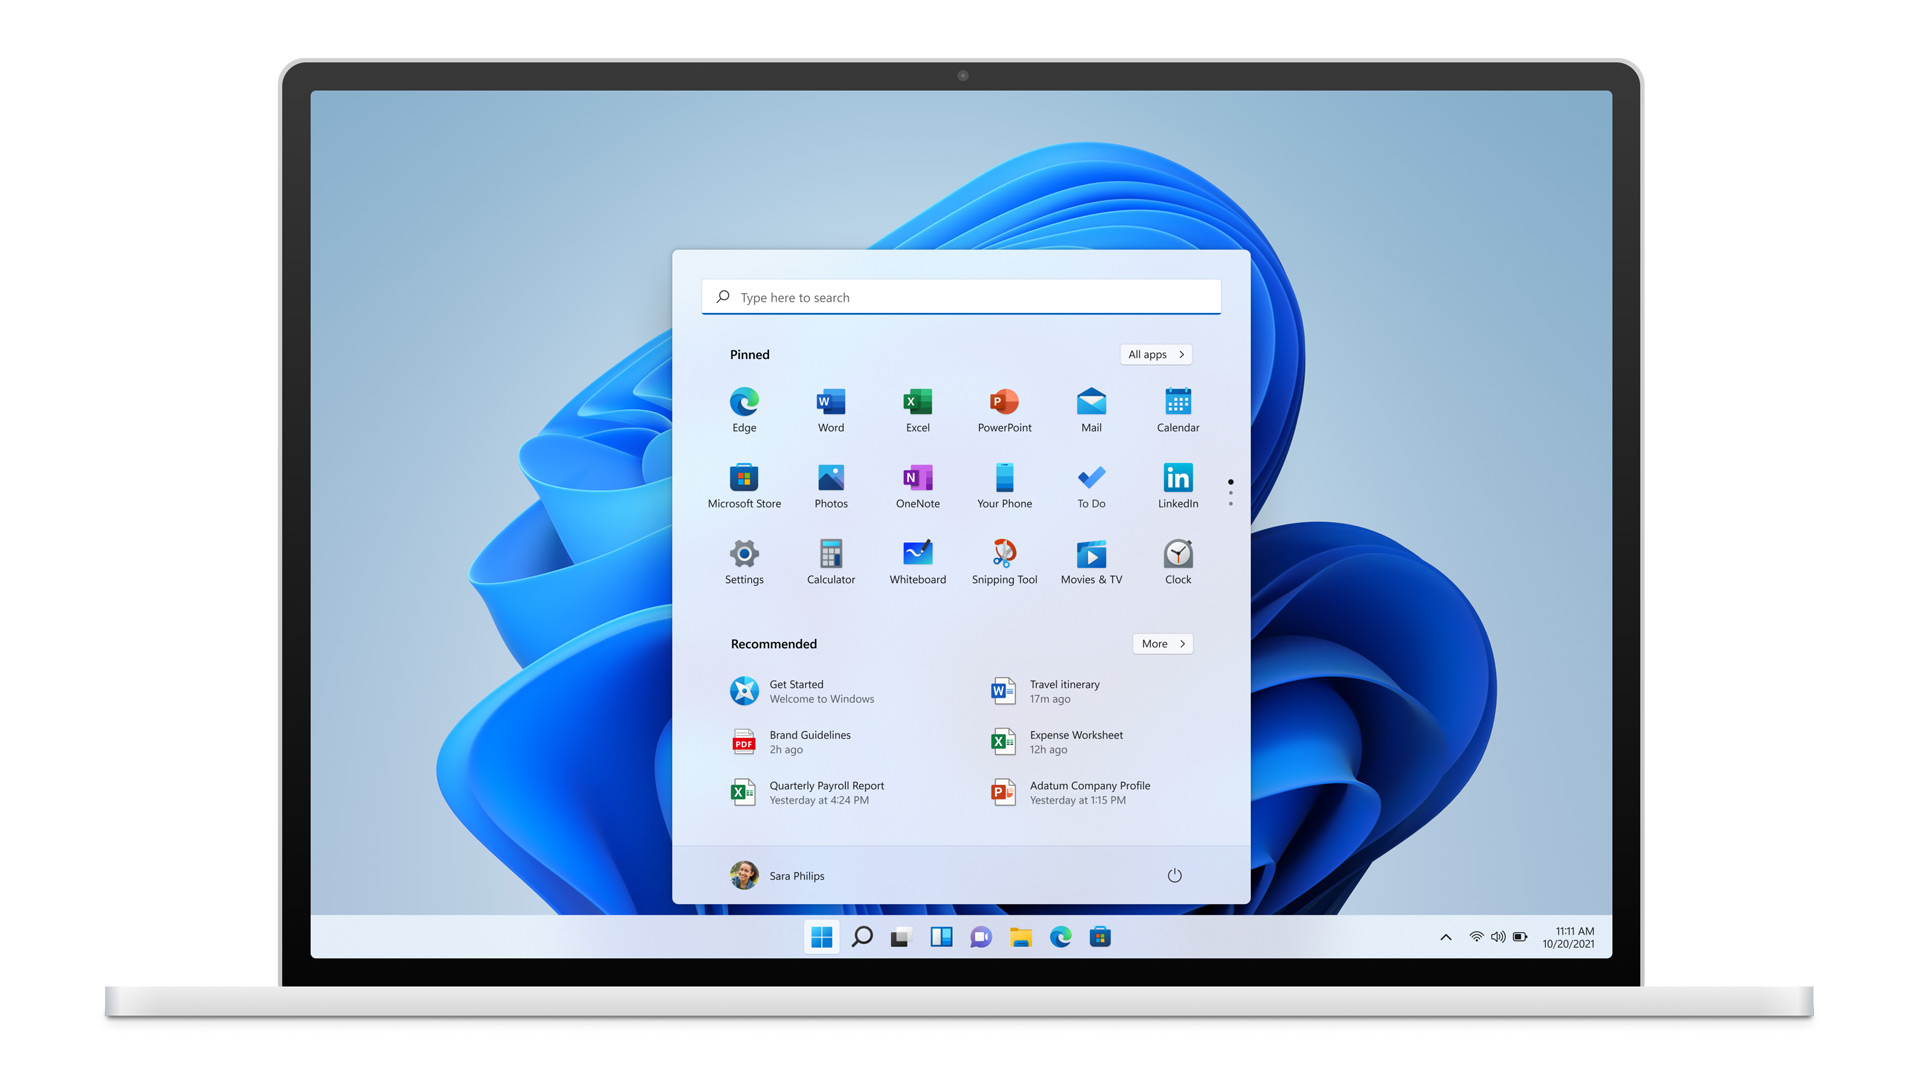 Type here to search
Pinned
All apps
Edge
Word
Excel
PowerPoint
Mail
Calendar
Microsoft Store
Photos
OneNote
Your Phone
To Do
LinkedIn
Settings
Calculator
Whiteboard
Snipping Tool
Movies & TV
Clock
Recommended
More
Get Started
Welcome to Windows
Travel itinerary
17m ago
Brand Guidelines
2h ago
Expense Worksheet
12h ago
Quarterly Payroll Report
Yesterday at 4:24 PM
Adatum Company Profile
Yesterday at 1:15 PM
Sara Philips
11:11 AM
10/20/2021